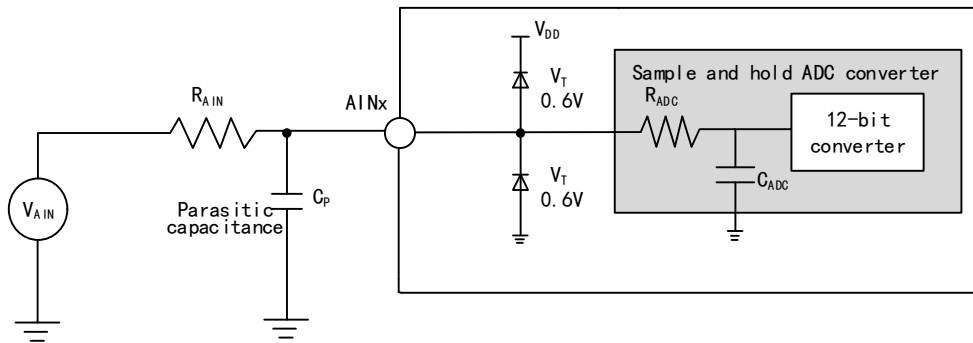 V_DD
Sample and hold ADC converter
V_T
0.6V
R_AIN
AINx
R_ADC
12-bit
converter
C_ADC
V_T
0.6V
V_AIN
C_P
Parasitic
capacitance